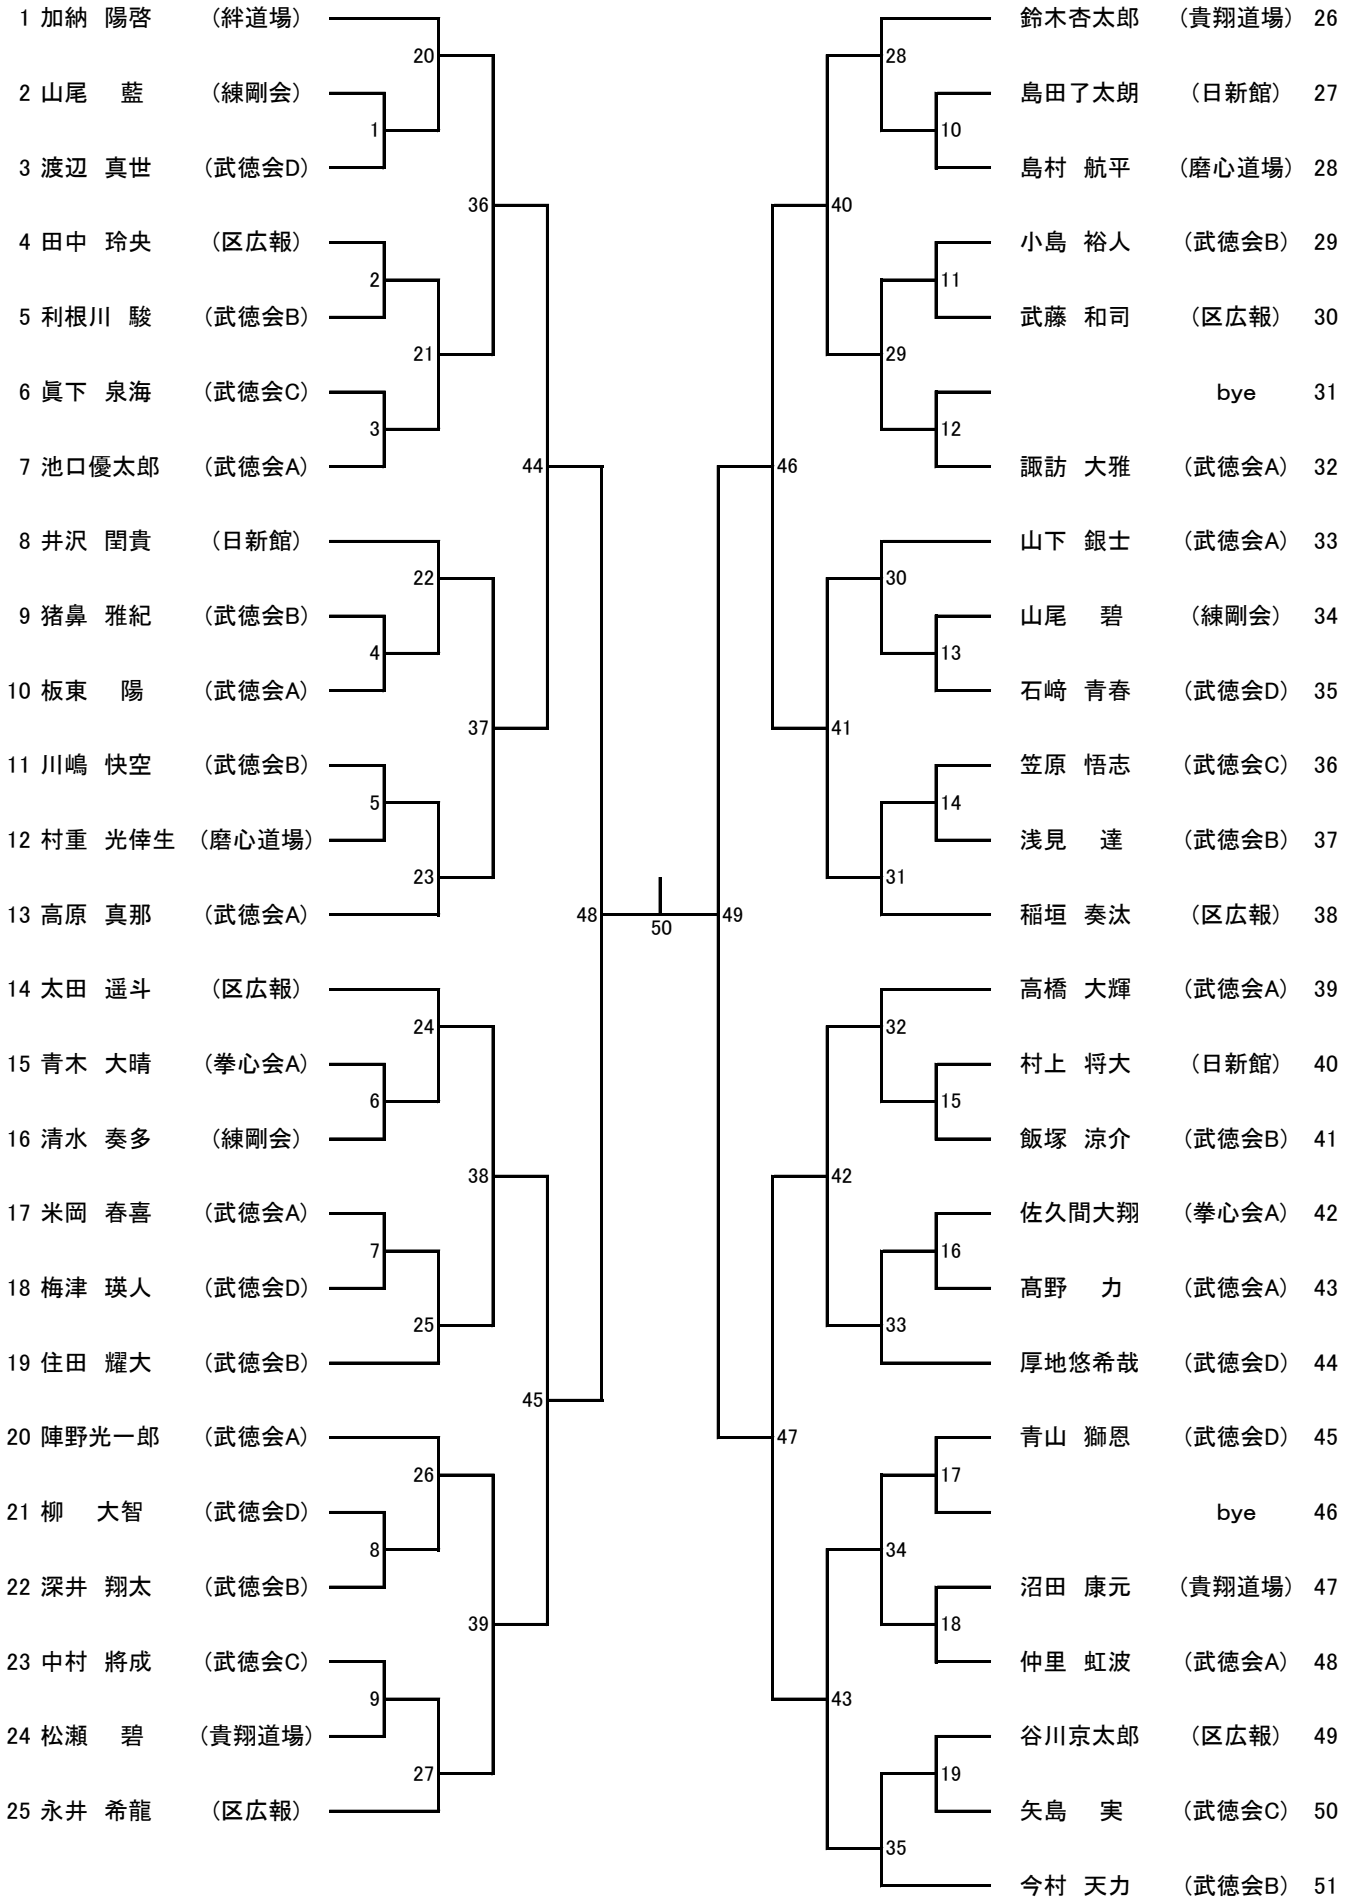 1 加納 陽啓 (絆道場)
20
2 山尾 藍 (練剛会)
1
3 渡辺 真世 (武徳会D)
36
4 田中 玲央 (区広報)
2
5 利根川 駿 (武徳会B)
21
6 眞下 泉海 (武徳会C)
3
7 池口優太郎 (武徳会A)
44
8 井沢 閏貴 (日新館)
22
9 猪鼻 雅紀 (武徳会B)
4
10 板東 陽 (武徳会A)
37
11 川嶋 快空 (武徳会B)
5
12 村重 光倖生 (磨心道場)
23
13 高原 真那 (武徳会A)
48
50
14 太田 遥斗 (区広報)
24
15 青木 大晴 (拳心会A)
6
16 清水 奏多 (練剛会)
38
17 米岡 春喜 (武徳会A)
7
18 梅津 瑛人 (武徳会D)
25
19 住田 耀大 (武徳会B)
45
20 陣野光一郎 (武徳会A)
26
21 柳 大智 (武徳会D)
8
22 深井 翔太 (武徳会B)
39
23 中村 將成 (武徳会C)
9
24 松瀬 碧 (貴翔道場)
27
25 永井 希龍 (区広報)
鈴木杏太郎 (貴翔道場) 26
28
島田了太朗 (日新館) 27
10
島村 航平 (磨心道場) 28
40
小島 裕人 (武徳会B) 29
11
武藤 和司 (区広報) 30
29
bye 31
12
諏訪 大雅 (武徳会A) 32
46
山下 銀士 (武徳会A) 33
30
山尾 碧 (練剛会) 34
13
石﨑 青春 (武徳会D) 35
41
笠原 悟志 (武徳会C) 36
14
浅見 達 (武徳会B) 37
31
稲垣 奏汰 (区広報) 38
49
高橋 大輝 (武徳会A) 39
32
村上 将大 (日新館) 40
15
飯塚 涼介 (武徳会B) 41
42
佐久間大翔 (拳心会A) 42
16
髙野 力 (武徳会A) 43
33
厚地悠希哉 (武徳会D) 44
47
青山 獅恩 (武徳会D) 45
17
bye 46
34
沼田 康元 (貴翔道場) 47
18
仲里 虹波 (武徳会A) 48
43
谷川京太郎 (区広報) 49
19
矢島 実 (武徳会C) 50
35
今村 天力 (武徳会B) 51